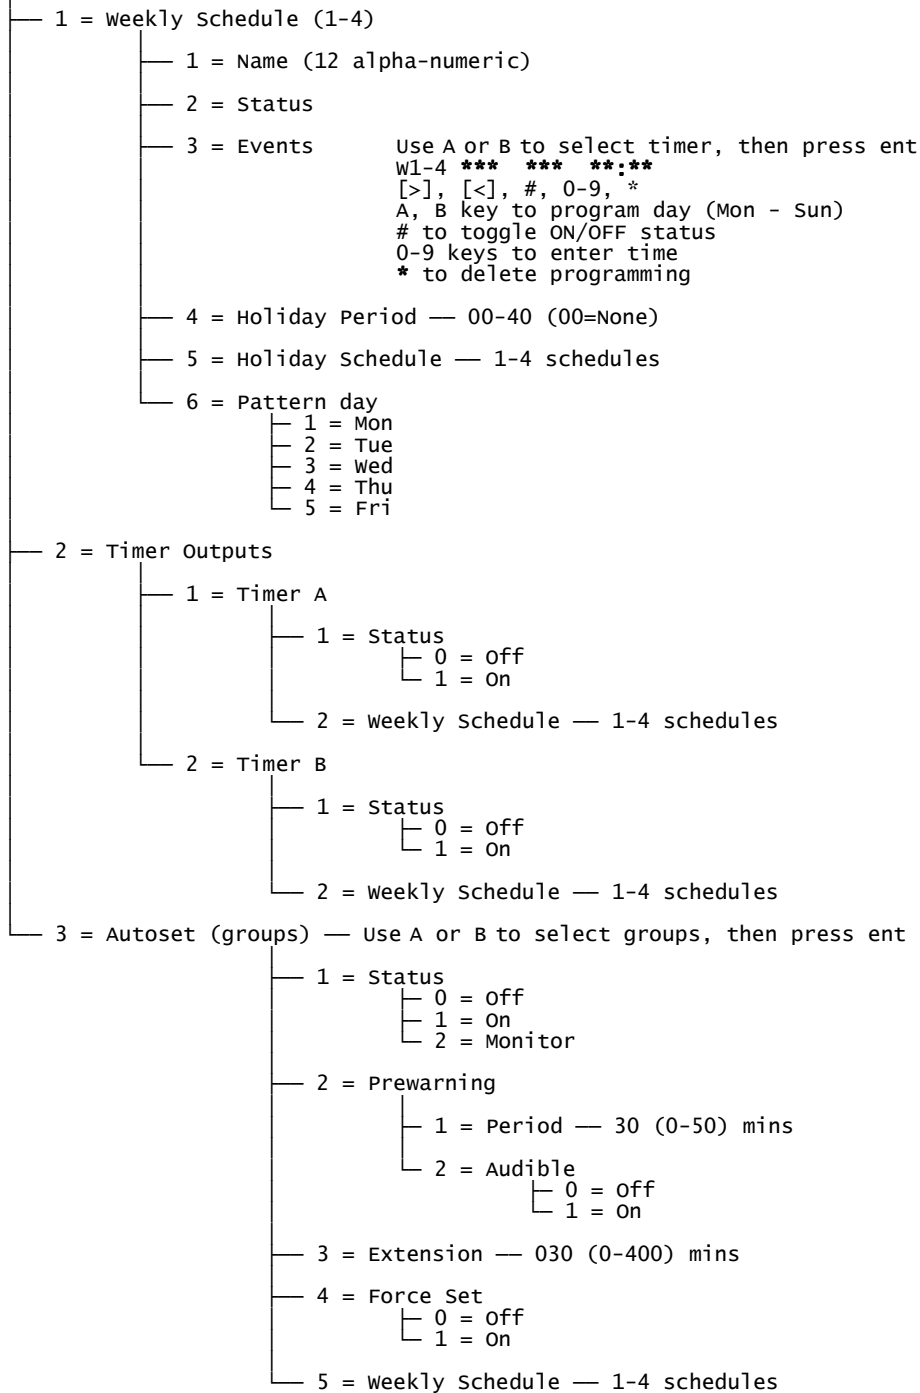 1 = Weekly Schedule (1-4)
1 = Name (12 alpha-numeric)
2 = Status
3 = Events Use A or B to select timer, then press ent
W1-4 *** *** **:**
[>], [<], #, 0-9, *
A, B key to program day (Mon - Sun)
# to toggle ON/OFF status
0-9 keys to enter time
* to delete programming
4 = Holiday Period — 00-40 (00=None)
5 = Holiday Schedule — 1-4 schedules
6 = Pattern day
1 = Mon
2 = Tue
3 = Wed
4 = Thu
5 = Fri
2 = Timer Outputs
1 = Timer A
1 = Status
0 = Off
1 = On
2 = Weekly Schedule — 1-4 schedules
2 = Timer B
1 = Status
0 = Off
1 = On
2 = Weekly Schedule — 1-4 schedules
3 = Autoset (groups) — Use A or B to select groups, then press ent
1 = Status
0 = Off
1 = On
2 = Monitor
2 = Prewarning
1 = Period — 30 (0-50) mins
2 = Audible
0 = Off
1 = On
3 = Extension — 030 (0-400) mins
4 = Force Set
0 = Off
1 = On
5 = Weekly Schedule — 1-4 schedules